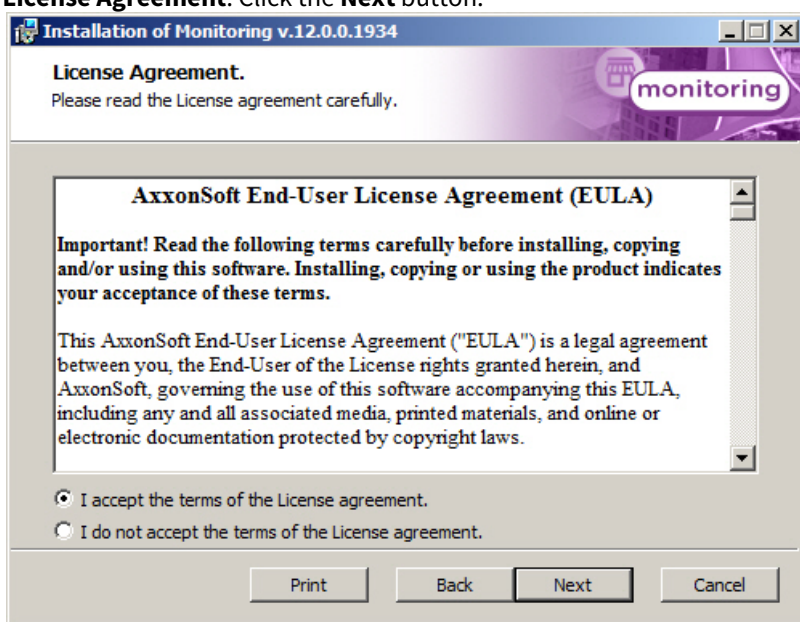 License Agreement. Click the Next button.
Installation of Monitoring v.12.0.0.1934
License Agreement.
Please read the License agreement carefully.
monitoring
AxxonSoft End-User License Agreement (EULA)
Important! Read the following terms carefully before installing, copying
and/or using this software. Installing, copying or using the product indicates
your acceptance of these terms.
This AxxonSoft End-User License Agreement ("EULA") is a legal agreement
between you, the End-User of the License rights granted herein, and
AxxonSoft, governing the use of this software accompanying this EULA,
including any and all associated media, printed materials, and online or
electronic documentation protected by copyright laws.
I accept the terms of the License agreement.
I do not accept the terms of the License agreement.
Print Back Next Cancel